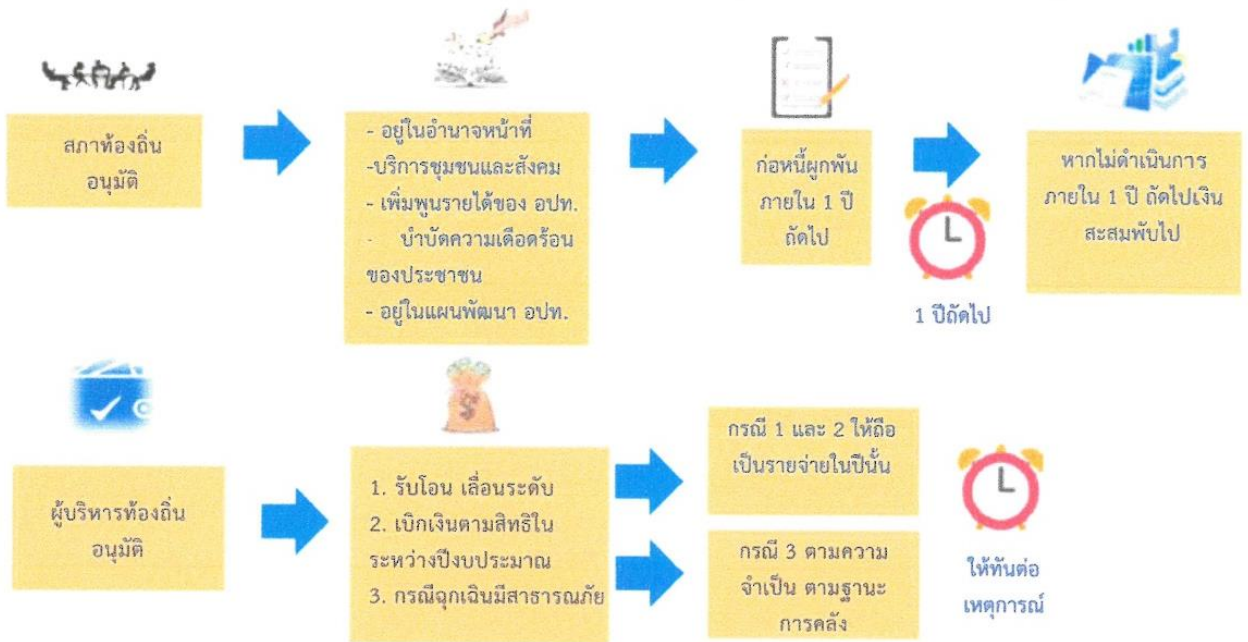 สภาท้องถิ่น
อนุมัติ
- อยู่ในอำนาจหน้าที่
-บริการชุมชนและสังคม
- เพิ่มพูนรายได้ของ อปท.
- บำบัดความเดือดร้อน
ของประชาชน
- อยู่ในแผนพัฒนา อปท.
ก่อหนี้ผูกพัน
ภายใน 1 ปี
ถัดไป
1 ปีถัดไป
หากไม่ดำเนินการ
ภายใน 1 ปี ถัดไปเงิน
สะสมพับไป
ผู้บริหารท้องถิ่น
อนุมัติ
1. รับโอน เลื่อนระดับ
2. เบิกเงินตามสิทธิใน
ระหว่างปีงบประมาณ
3. กรณีฉุกเฉินมีสาธารณภัย
กรณี 1 และ 2 ให้ถือ
เป็นรายจ่ายในปีนั้น
กรณี 3 ตามความ
จำเป็น ตามฐานะ
การคลัง
ให้ทันต่อ
เหตุการณ์